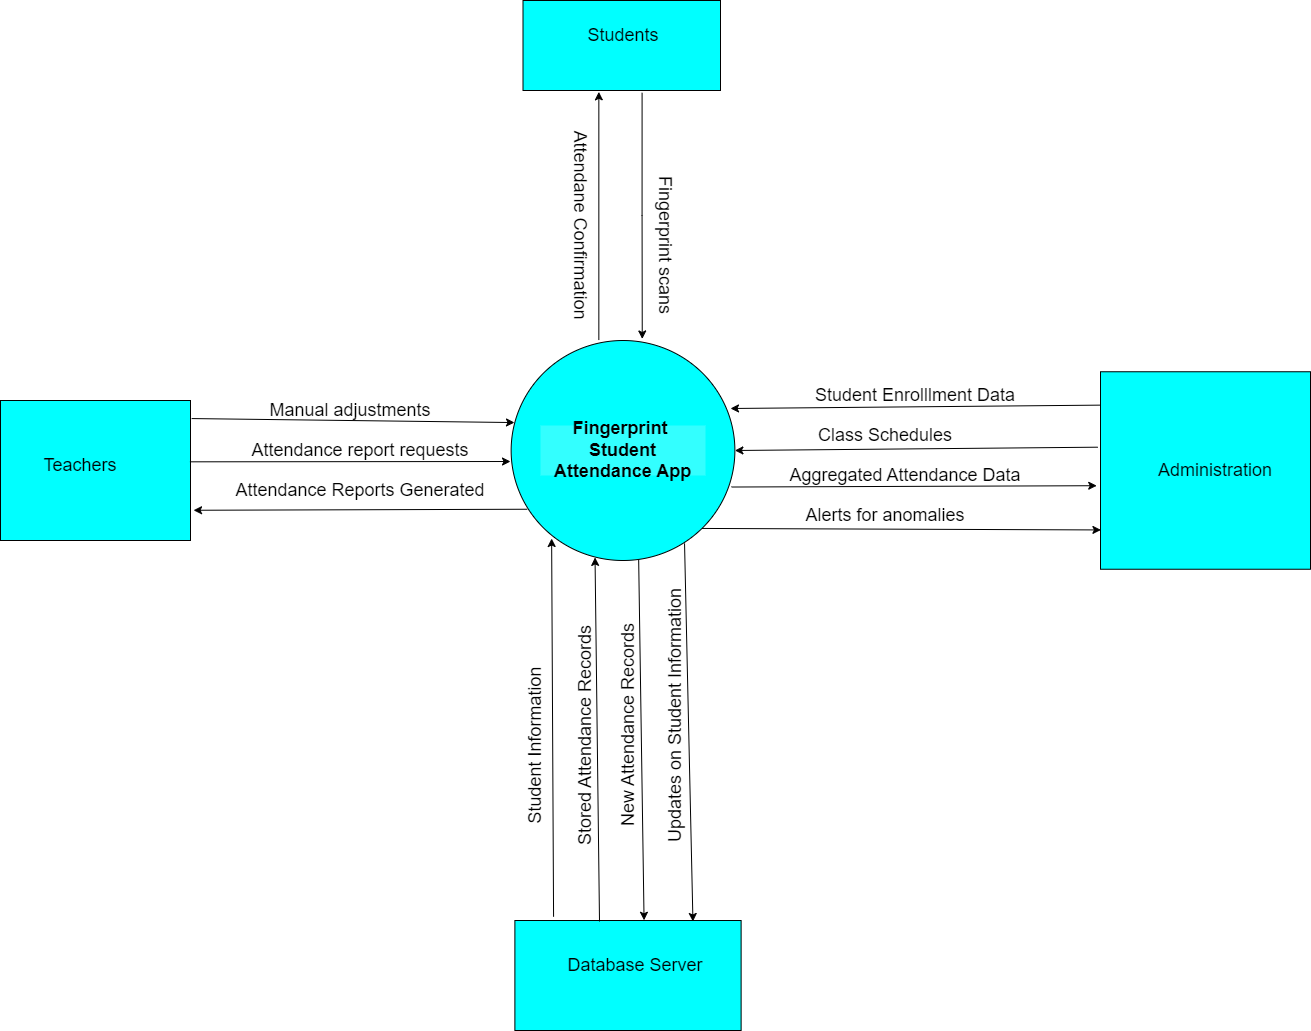 Students
Attendane Confirmation
Fingerprint scans
Manual adjustments
Attendance report requests
Attendance Reports Generated
Teachers
Fingerprint
Student
Attendance App
Student Enrolllment Data
Class Schedules
Aggregated Attendance Data
Alerts for anomalies
Administration
Student Information
Stored Attendance Records
New Attendance Records
Updates on Student Information
Database Server